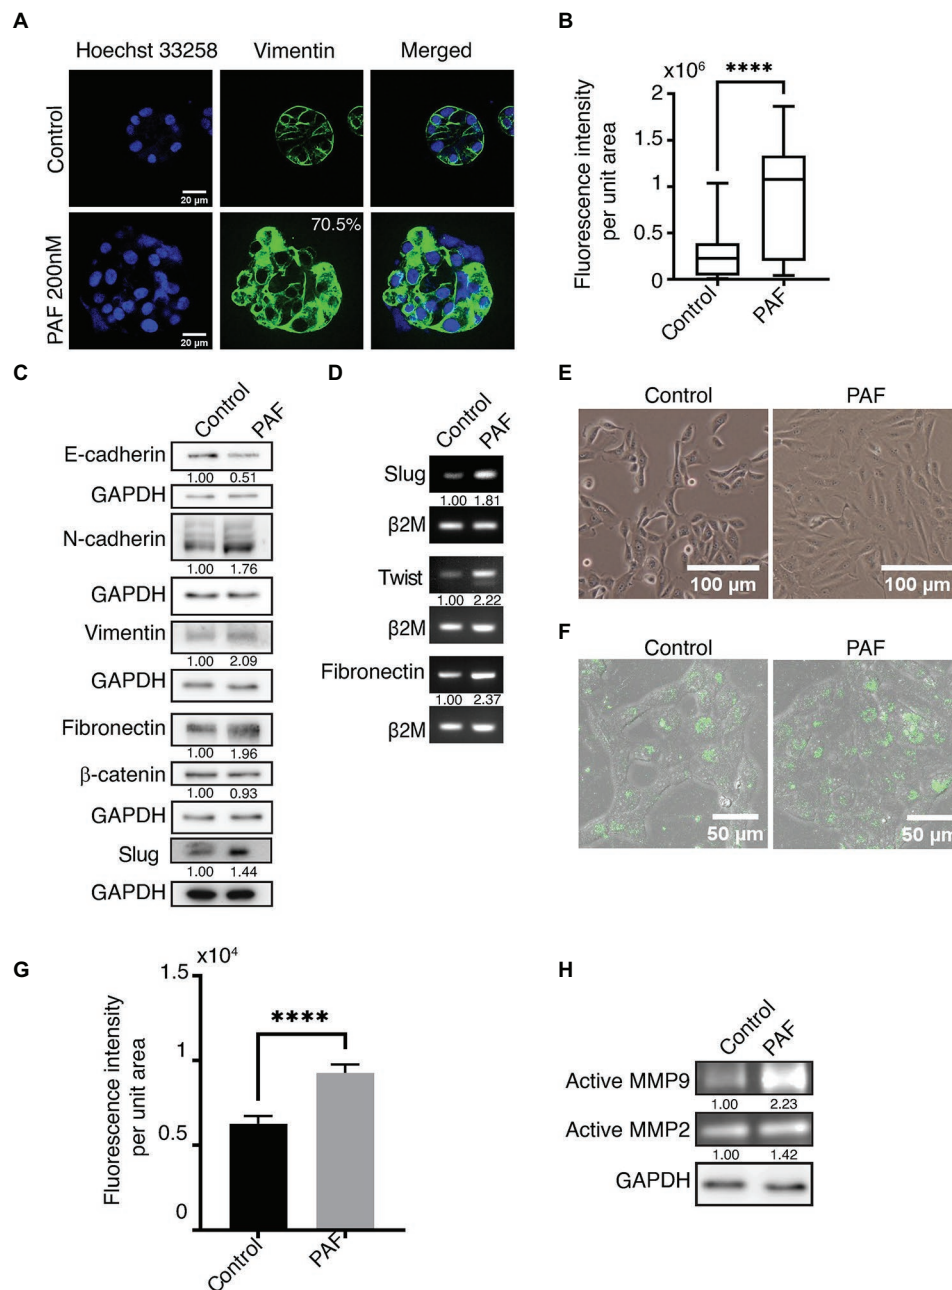 A
Hoechst 33258 Vimentin Merged
Control
20 µm
PAF 200nM
70.5%
20 µm
B
x10⁶
****
Fluorescence intensity
per unit area
2
1.5
1
0.5
0
Control PAF
C
Control PAF
E-cadherin
1.00 0.51
GAPDH
N-cadherin
1.00 1.76
GAPDH
Vimentin
1.00 2.09
GAPDH
Fibronectin
1.00 1.96
β-catenin
1.00 0.93
GAPDH
Slug
1.00 1.44
GAPDH
D
Control PAF
Slug
1.00 1.81
β2M
Twist
1.00 2.22
β2M
Fibronectin
1.00 2.37
β2M
E
Control PAF
100 µm 100 µm
F
Control PAF
50 µm 50 µm
G
x10⁴
****
Fluorescence intensity
per unit area
1.5
1
0.5
0
Control PAF
H
Control PAF
Active MMP9
1.00 2.23
Active MMP2
1.00 1.42
GAPDH